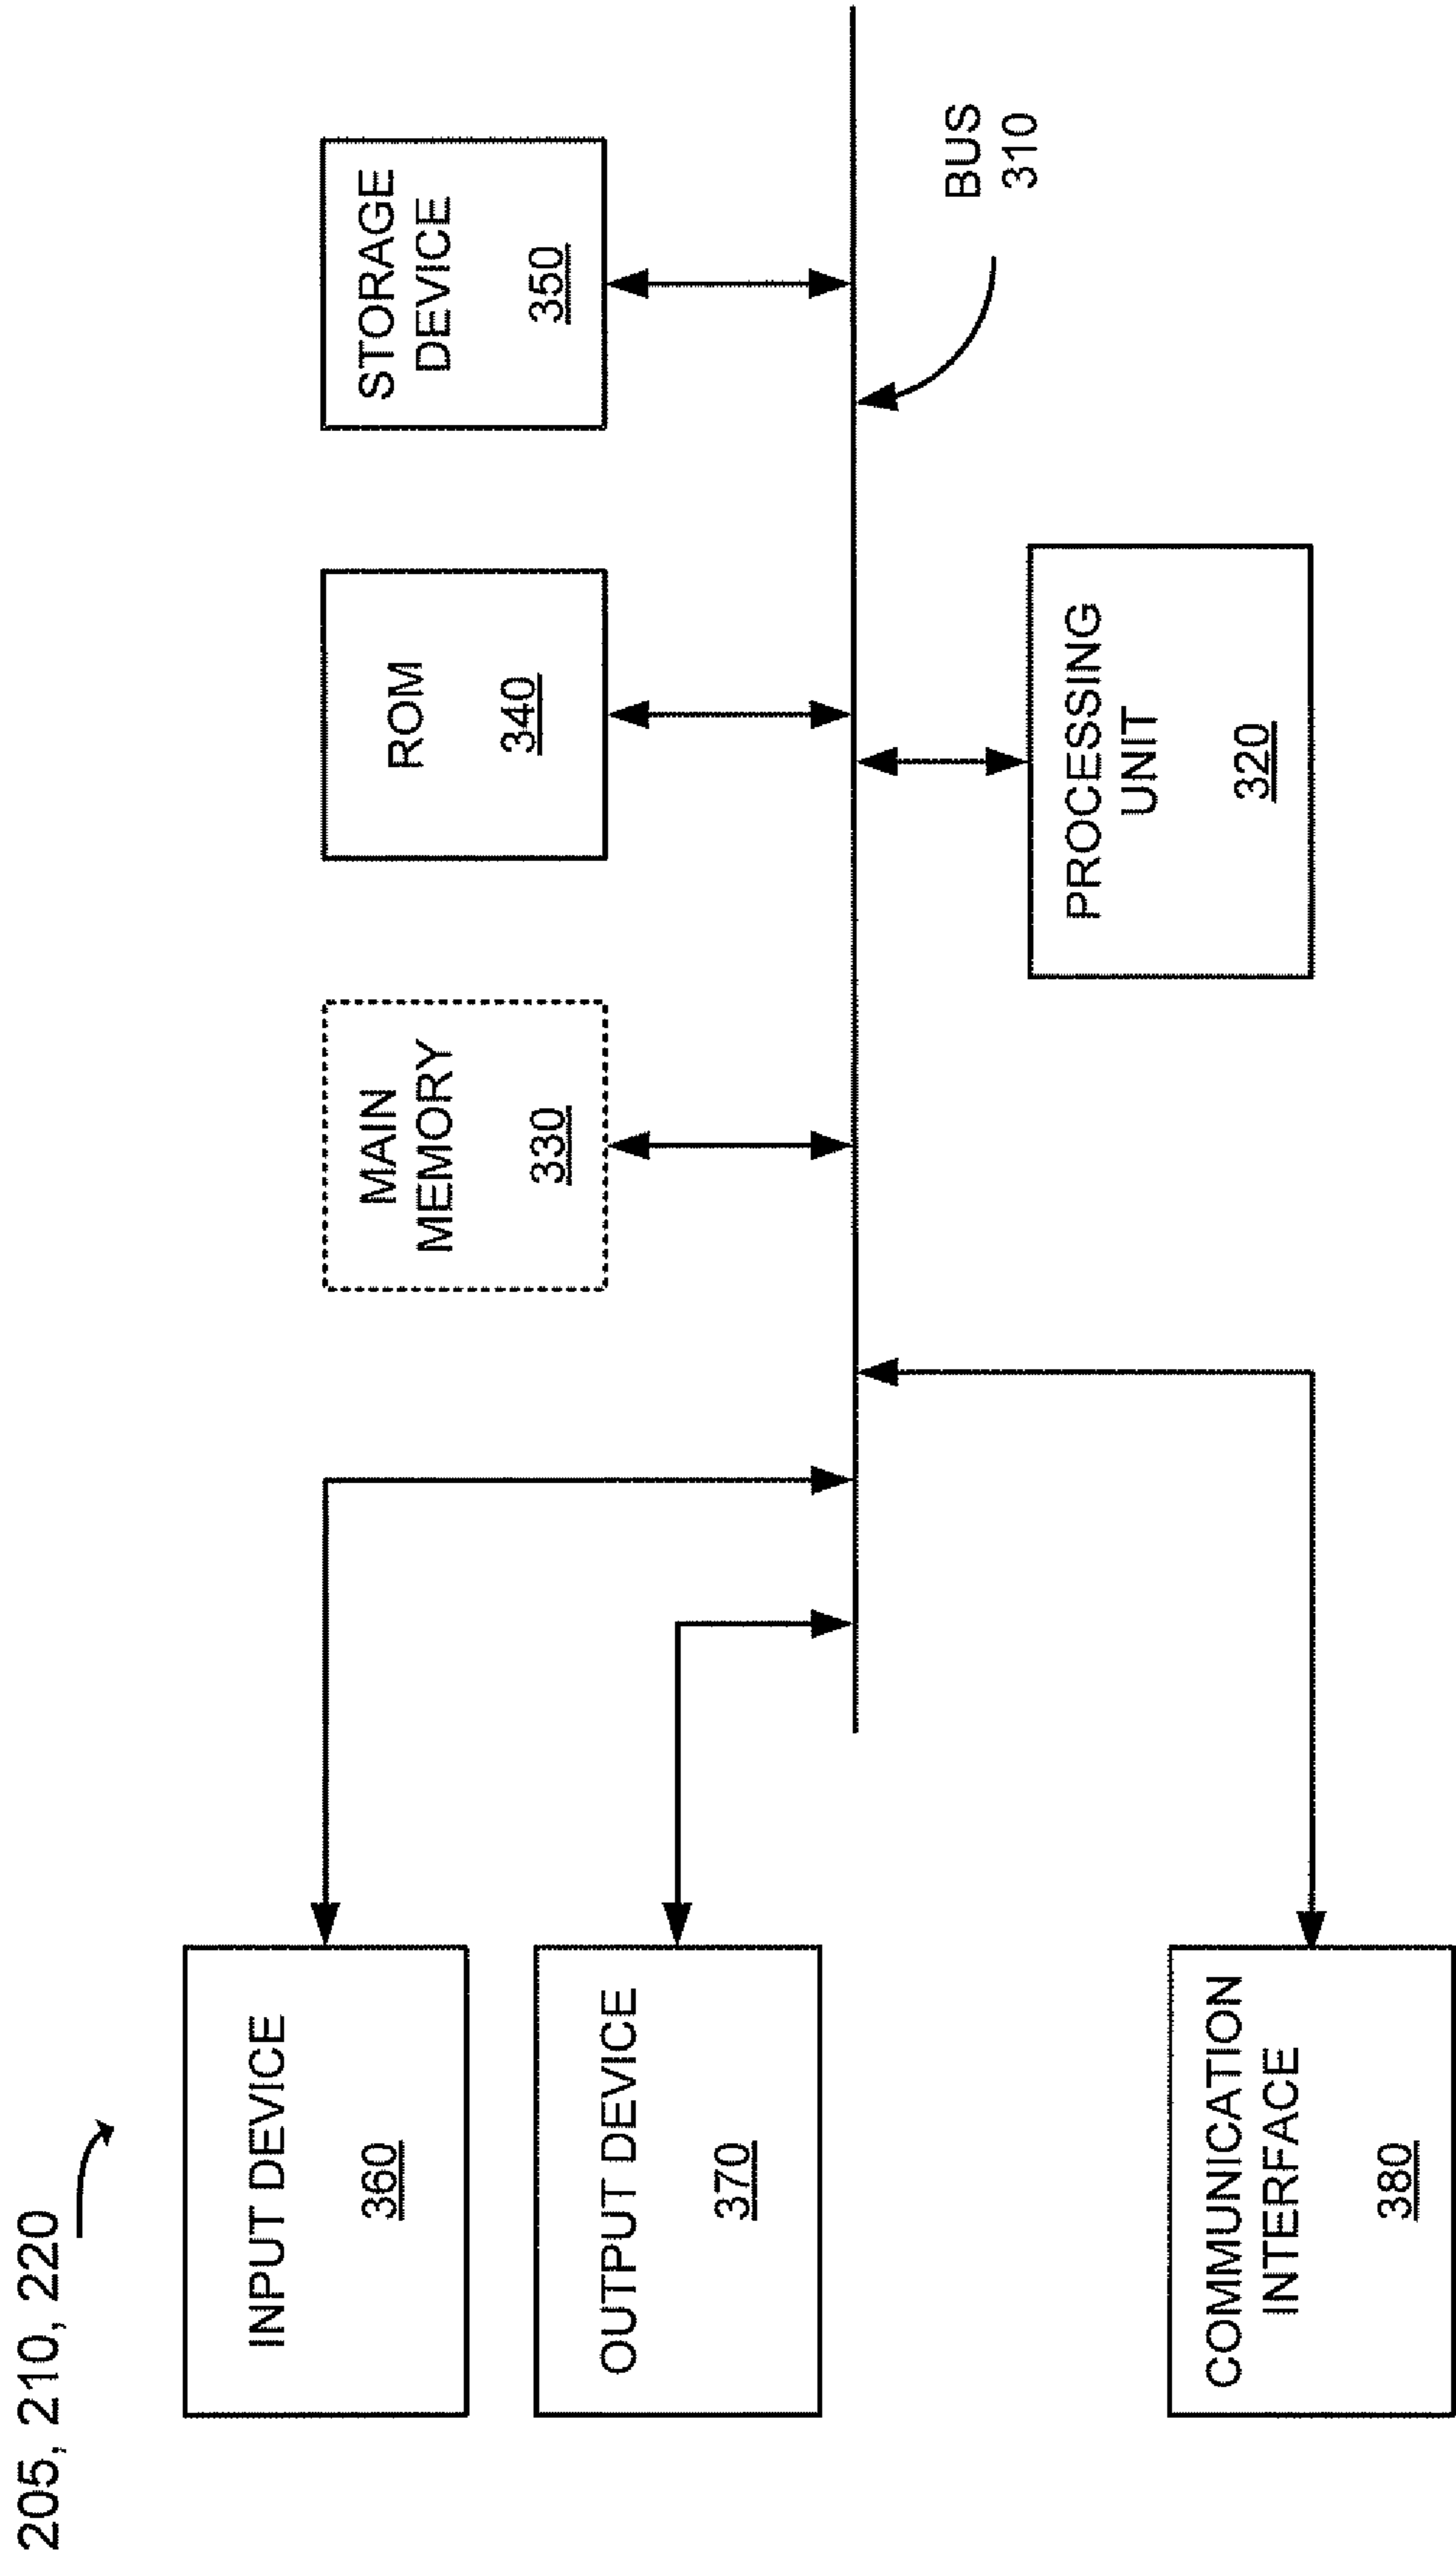 205, 210, 220
INPUT DEVICE
360
OUTPUT DEVICE
370
COMMUNICATION
INTERFACE
380
MAIN
MEMORY
330
ROM
340
STORAGE
DEVICE
350
PROCESSING
UNIT
320
BUS
310